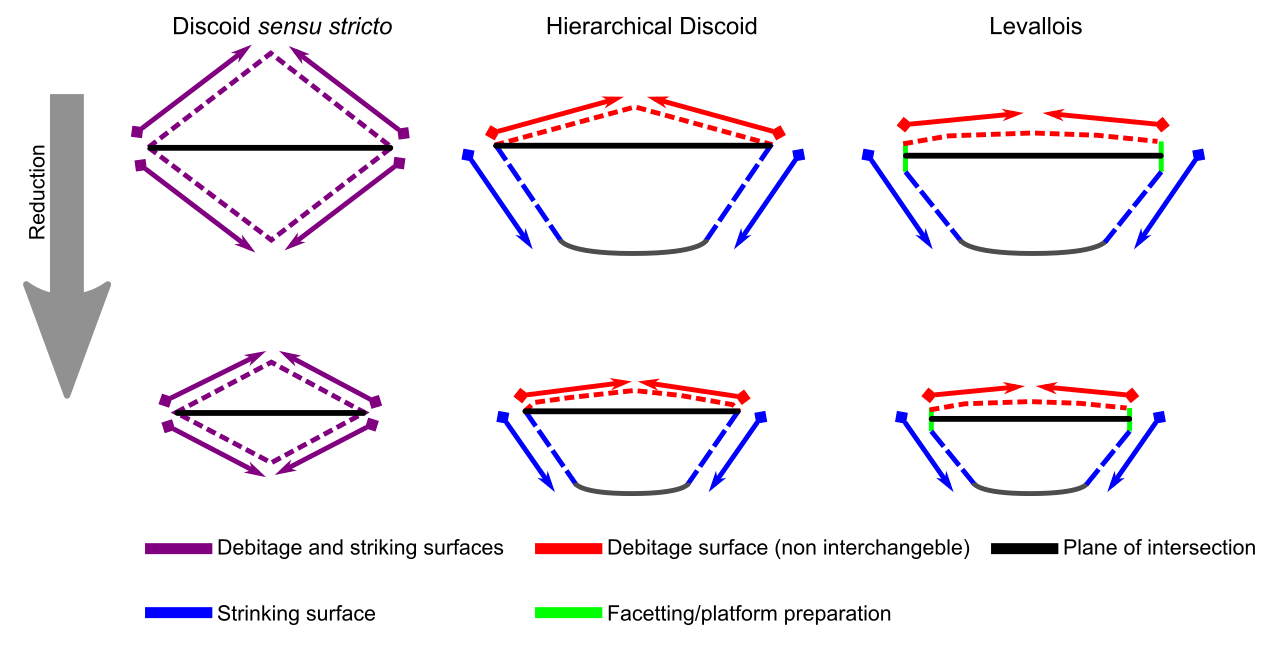 Discoid sensu stricto
Hierarchical Discoid
Levallois
Reduction
Debitage and striking surfaces
Debitage surface (non interchangeble)
Plane of intersection
Strinking surface
Facetting/platform preparation